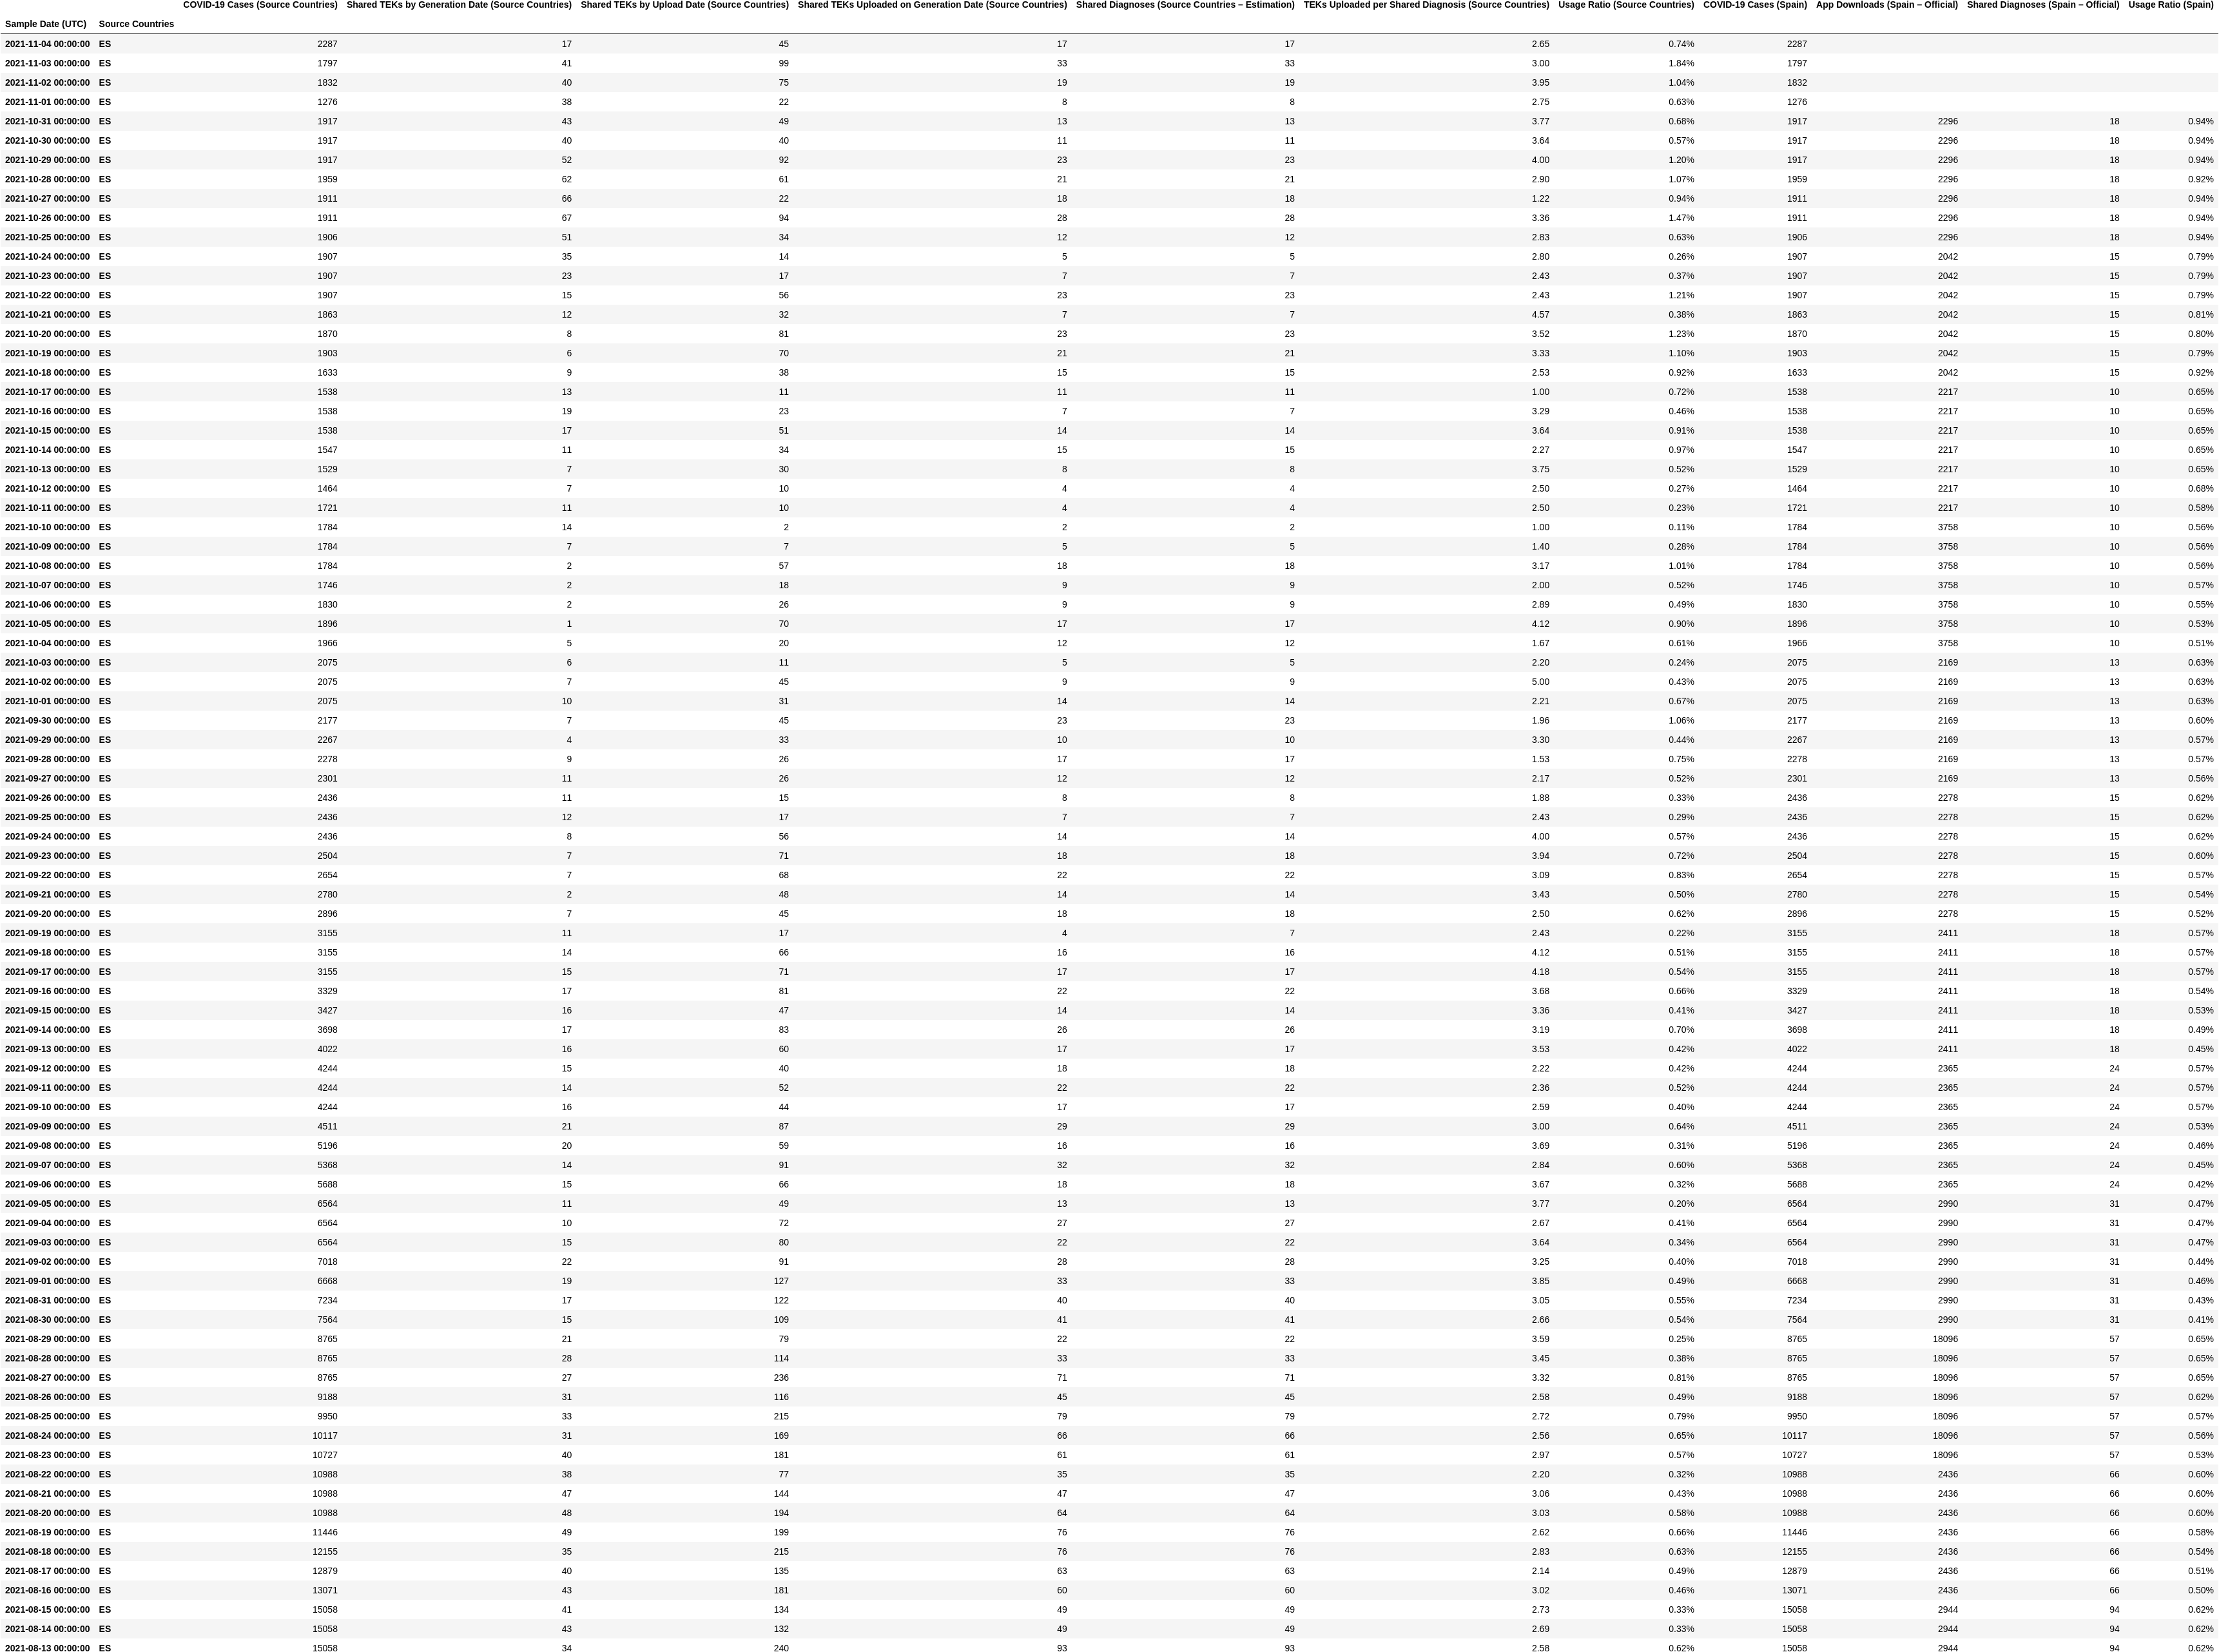 COVID-19 Cases (Source Countries) Shared TEKs by Generation Date (Source Countries) Shared TEKs by Upload Date (Source Countries) Shared TEKs Uploaded on Generation Date (Source Countries) Shared Diagnoses (Source Countries – Estimation) TEKs Uploaded per Shared Diagnosis (Source Countries) Usage Ratio (Source Countries) COVID-19 Cases (Spain) App Downloads (Spain – Official) Shared Diagnoses (Spain – Official) Usage Ratio (Spain)
Sample Date (UTC) Source Countries
2021-11-04 00:00:00 ES 2287 17 45 17 17 2.65 0.74% 2287
2021-11-03 00:00:00 ES 1797 41 99 33 33 3.00 1.84% 1797
2021-11-02 00:00:00 ES 1832 40 75 19 19 3.95 1.04% 1832
2021-11-01 00:00:00 ES 1276 38 22 8 8 2.75 0.63% 1276
2021-10-31 00:00:00 ES 1917 43 49 13 13 3.77 0.68% 1917 2296 18 0.94%
2021-10-30 00:00:00 ES 1917 40 40 11 11 3.64 0.57% 1917 2296 18 0.94%
2021-10-29 00:00:00 ES 1917 52 92 23 23 4.00 1.20% 1917 2296 18 0.94%
2021-10-28 00:00:00 ES 1959 62 61 21 21 2.90 1.07% 1959 2296 18 0.92%
2021-10-27 00:00:00 ES 1911 66 22 18 18 1.22 0.94% 1911 2296 18 0.94%
2021-10-26 00:00:00 ES 1911 67 94 28 28 3.36 1.47% 1911 2296 18 0.94%
2021-10-25 00:00:00 ES 1906 51 34 12 12 2.83 0.63% 1906 2296 18 0.94%
2021-10-24 00:00:00 ES 1907 35 14 5 5 2.80 0.26% 1907 2042 15 0.79%
2021-10-23 00:00:00 ES 1907 23 17 7 7 2.43 0.37% 1907 2042 15 0.79%
2021-10-22 00:00:00 ES 1907 15 56 23 23 2.43 1.21% 1907 2042 15 0.79%
2021-10-21 00:00:00 ES 1863 12 32 7 7 4.57 0.38% 1863 2042 15 0.81%
2021-10-20 00:00:00 ES 1870 8 81 23 23 3.52 1.23% 1870 2042 15 0.80%
2021-10-19 00:00:00 ES 1903 6 70 21 21 3.33 1.10% 1903 2042 15 0.79%
2021-10-18 00:00:00 ES 1633 9 38 15 15 2.53 0.92% 1633 2042 15 0.92%
2021-10-17 00:00:00 ES 1538 13 11 11 11 1.00 0.72% 1538 2217 10 0.65%
2021-10-16 00:00:00 ES 1538 19 23 7 7 3.29 0.46% 1538 2217 10 0.65%
2021-10-15 00:00:00 ES 1538 17 51 14 14 3.64 0.91% 1538 2217 10 0.65%
2021-10-14 00:00:00 ES 1547 11 34 15 15 2.27 0.97% 1547 2217 10 0.65%
2021-10-13 00:00:00 ES 1529 7 30 8 8 3.75 0.52% 1529 2217 10 0.65%
2021-10-12 00:00:00 ES 1464 7 10 4 4 2.50 0.27% 1464 2217 10 0.68%
2021-10-11 00:00:00 ES 1721 11 10 4 4 2.50 0.23% 1721 2217 10 0.58%
2021-10-10 00:00:00 ES 1784 14 2 2 2 1.00 0.11% 1784 3758 10 0.56%
2021-10-09 00:00:00 ES 1784 7 7 5 5 1.40 0.28% 1784 3758 10 0.56%
2021-10-08 00:00:00 ES 1784 2 57 18 18 3.17 1.01% 1784 3758 10 0.56%
2021-10-07 00:00:00 ES 1746 2 18 9 9 2.00 0.52% 1746 3758 10 0.57%
2021-10-06 00:00:00 ES 1830 2 26 9 9 2.89 0.49% 1830 3758 10 0.55%
2021-10-05 00:00:00 ES 1896 1 70 17 17 4.12 0.90% 1896 3758 10 0.53%
2021-10-04 00:00:00 ES 1966 5 20 12 12 1.67 0.61% 1966 3758 10 0.51%
2021-10-03 00:00:00 ES 2075 6 11 5 5 2.20 0.24% 2075 2169 13 0.63%
2021-10-02 00:00:00 ES 2075 7 45 9 9 5.00 0.43% 2075 2169 13 0.63%
2021-10-01 00:00:00 ES 2075 10 31 14 14 2.21 0.67% 2075 2169 13 0.63%
2021-09-30 00:00:00 ES 2177 7 45 23 23 1.96 1.06% 2177 2169 13 0.60%
2021-09-29 00:00:00 ES 2267 4 33 10 10 3.30 0.44% 2267 2169 13 0.57%
2021-09-28 00:00:00 ES 2278 9 26 17 17 1.53 0.75% 2278 2169 13 0.57%
2021-09-27 00:00:00 ES 2301 11 26 12 12 2.17 0.52% 2301 2169 13 0.56%
2021-09-26 00:00:00 ES 2436 11 15 8 8 1.88 0.33% 2436 2278 15 0.62%
2021-09-25 00:00:00 ES 2436 12 17 7 7 2.43 0.29% 2436 2278 15 0.62%
2021-09-24 00:00:00 ES 2436 8 56 14 14 4.00 0.57% 2436 2278 15 0.62%
2021-09-23 00:00:00 ES 2504 7 71 18 18 3.94 0.72% 2504 2278 15 0.60%
2021-09-22 00:00:00 ES 2654 7 68 22 22 3.09 0.83% 2654 2278 15 0.57%
2021-09-21 00:00:00 ES 2780 2 48 14 14 3.43 0.50% 2780 2278 15 0.54%
2021-09-20 00:00:00 ES 2896 7 45 18 18 2.50 0.62% 2896 2278 15 0.52%
2021-09-19 00:00:00 ES 3155 11 17 4 7 2.43 0.22% 3155 2411 18 0.57%
2021-09-18 00:00:00 ES 3155 14 66 16 16 4.12 0.51% 3155 2411 18 0.57%
2021-09-17 00:00:00 ES 3155 15 71 17 17 4.18 0.54% 3155 2411 18 0.57%
2021-09-16 00:00:00 ES 3329 17 81 22 22 3.68 0.66% 3329 2411 18 0.54%
2021-09-15 00:00:00 ES 3427 16 47 14 14 3.36 0.41% 3427 2411 18 0.53%
2021-09-14 00:00:00 ES 3698 17 83 26 26 3.19 0.70% 3698 2411 18 0.49%
2021-09-13 00:00:00 ES 4022 16 60 17 17 3.53 0.42% 4022 2411 18 0.45%
2021-09-12 00:00:00 ES 4244 15 40 18 18 2.22 0.42% 4244 2365 24 0.57%
2021-09-11 00:00:00 ES 4244 14 52 22 22 2.36 0.52% 4244 2365 24 0.57%
2021-09-10 00:00:00 ES 4244 16 44 17 17 2.59 0.40% 4244 2365 24 0.57%
2021-09-09 00:00:00 ES 4511 21 87 29 29 3.00 0.64% 4511 2365 24 0.53%
2021-09-08 00:00:00 ES 5196 20 59 16 16 3.69 0.31% 5196 2365 24 0.46%
2021-09-07 00:00:00 ES 5368 14 91 32 32 2.84 0.60% 5368 2365 24 0.45%
2021-09-06 00:00:00 ES 5688 15 66 18 18 3.67 0.32% 5688 2365 24 0.42%
2021-09-05 00:00:00 ES 6564 11 49 13 13 3.77 0.20% 6564 2990 31 0.47%
2021-09-04 00:00:00 ES 6564 10 72 27 27 2.67 0.41% 6564 2990 31 0.47%
2021-09-03 00:00:00 ES 6564 15 80 22 22 3.64 0.34% 6564 2990 31 0.47%
2021-09-02 00:00:00 ES 7018 22 91 28 28 3.25 0.40% 7018 2990 31 0.44%
2021-09-01 00:00:00 ES 6668 19 127 33 33 3.85 0.49% 6668 2990 31 0.46%
2021-08-31 00:00:00 ES 7234 17 122 40 40 3.05 0.55% 7234 2990 31 0.43%
2021-08-30 00:00:00 ES 7564 15 109 41 41 2.66 0.54% 7564 2990 31 0.41%
2021-08-29 00:00:00 ES 8765 21 79 22 22 3.59 0.25% 8765 18096 57 0.65%
2021-08-28 00:00:00 ES 8765 28 114 33 33 3.45 0.38% 8765 18096 57 0.65%
2021-08-27 00:00:00 ES 8765 27 236 71 71 3.32 0.81% 8765 18096 57 0.65%
2021-08-26 00:00:00 ES 9188 31 116 45 45 2.58 0.49% 9188 18096 57 0.62%
2021-08-25 00:00:00 ES 9950 33 215 79 79 2.72 0.79% 9950 18096 57 0.57%
2021-08-24 00:00:00 ES 10117 31 169 66 66 2.56 0.65% 10117 18096 57 0.56%
2021-08-23 00:00:00 ES 10727 40 181 61 61 2.97 0.57% 10727 18096 57 0.53%
2021-08-22 00:00:00 ES 10988 38 77 35 35 2.20 0.32% 10988 2436 66 0.60%
2021-08-21 00:00:00 ES 10988 47 144 47 47 3.06 0.43% 10988 2436 66 0.60%
2021-08-20 00:00:00 ES 10988 48 194 64 64 3.03 0.58% 10988 2436 66 0.60%
2021-08-19 00:00:00 ES 11446 49 199 76 76 2.62 0.66% 11446 2436 66 0.58%
2021-08-18 00:00:00 ES 12155 35 215 76 76 2.83 0.63% 12155 2436 66 0.54%
2021-08-17 00:00:00 ES 12879 40 135 63 63 2.14 0.49% 12879 2436 66 0.51%
2021-08-16 00:00:00 ES 13071 43 181 60 60 3.02 0.46% 13071 2436 66 0.50%
2021-08-15 00:00:00 ES 15058 41 134 49 49 2.73 0.33% 15058 2944 94 0.62%
2021-08-14 00:00:00 ES 15058 43 132 49 49 2.69 0.33% 15058 2944 94 0.62%
2021-08-13 00:00:00 ES 15058 34 240 93 93 2.58 0.62% 15058 2944 94 0.62%